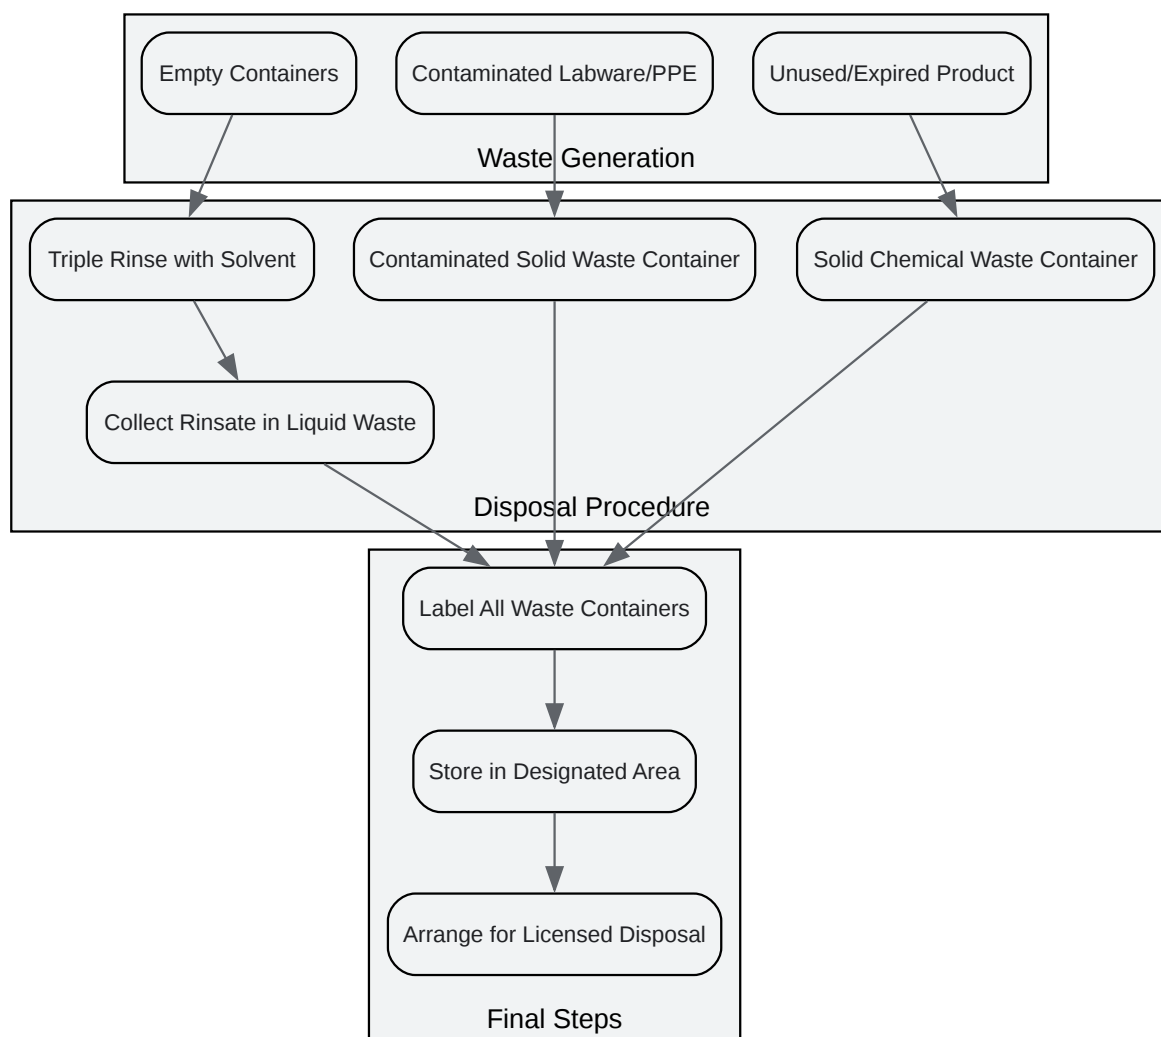 Empty Containers
Contaminated Labware/PPE
Unused/Expired Product
Waste Generation
Triple Rinse with Solvent
Contaminated Solid Waste Container
Solid Chemical Waste Container
Collect Rinsate in Liquid Waste
Disposal Procedure
Label All Waste Containers
Store in Designated Area
Arrange for Licensed Disposal
Final Steps